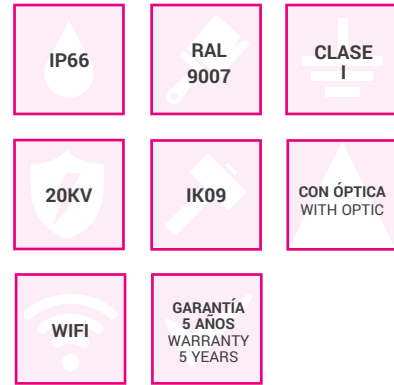 IP66
RAL
9007
CLASE
I
20KV
IK09
CON ÓPTICA
WITH OPTIC
WIFI
GARANTÍA
5 AÑOS
WARRANTY
5 YEARS